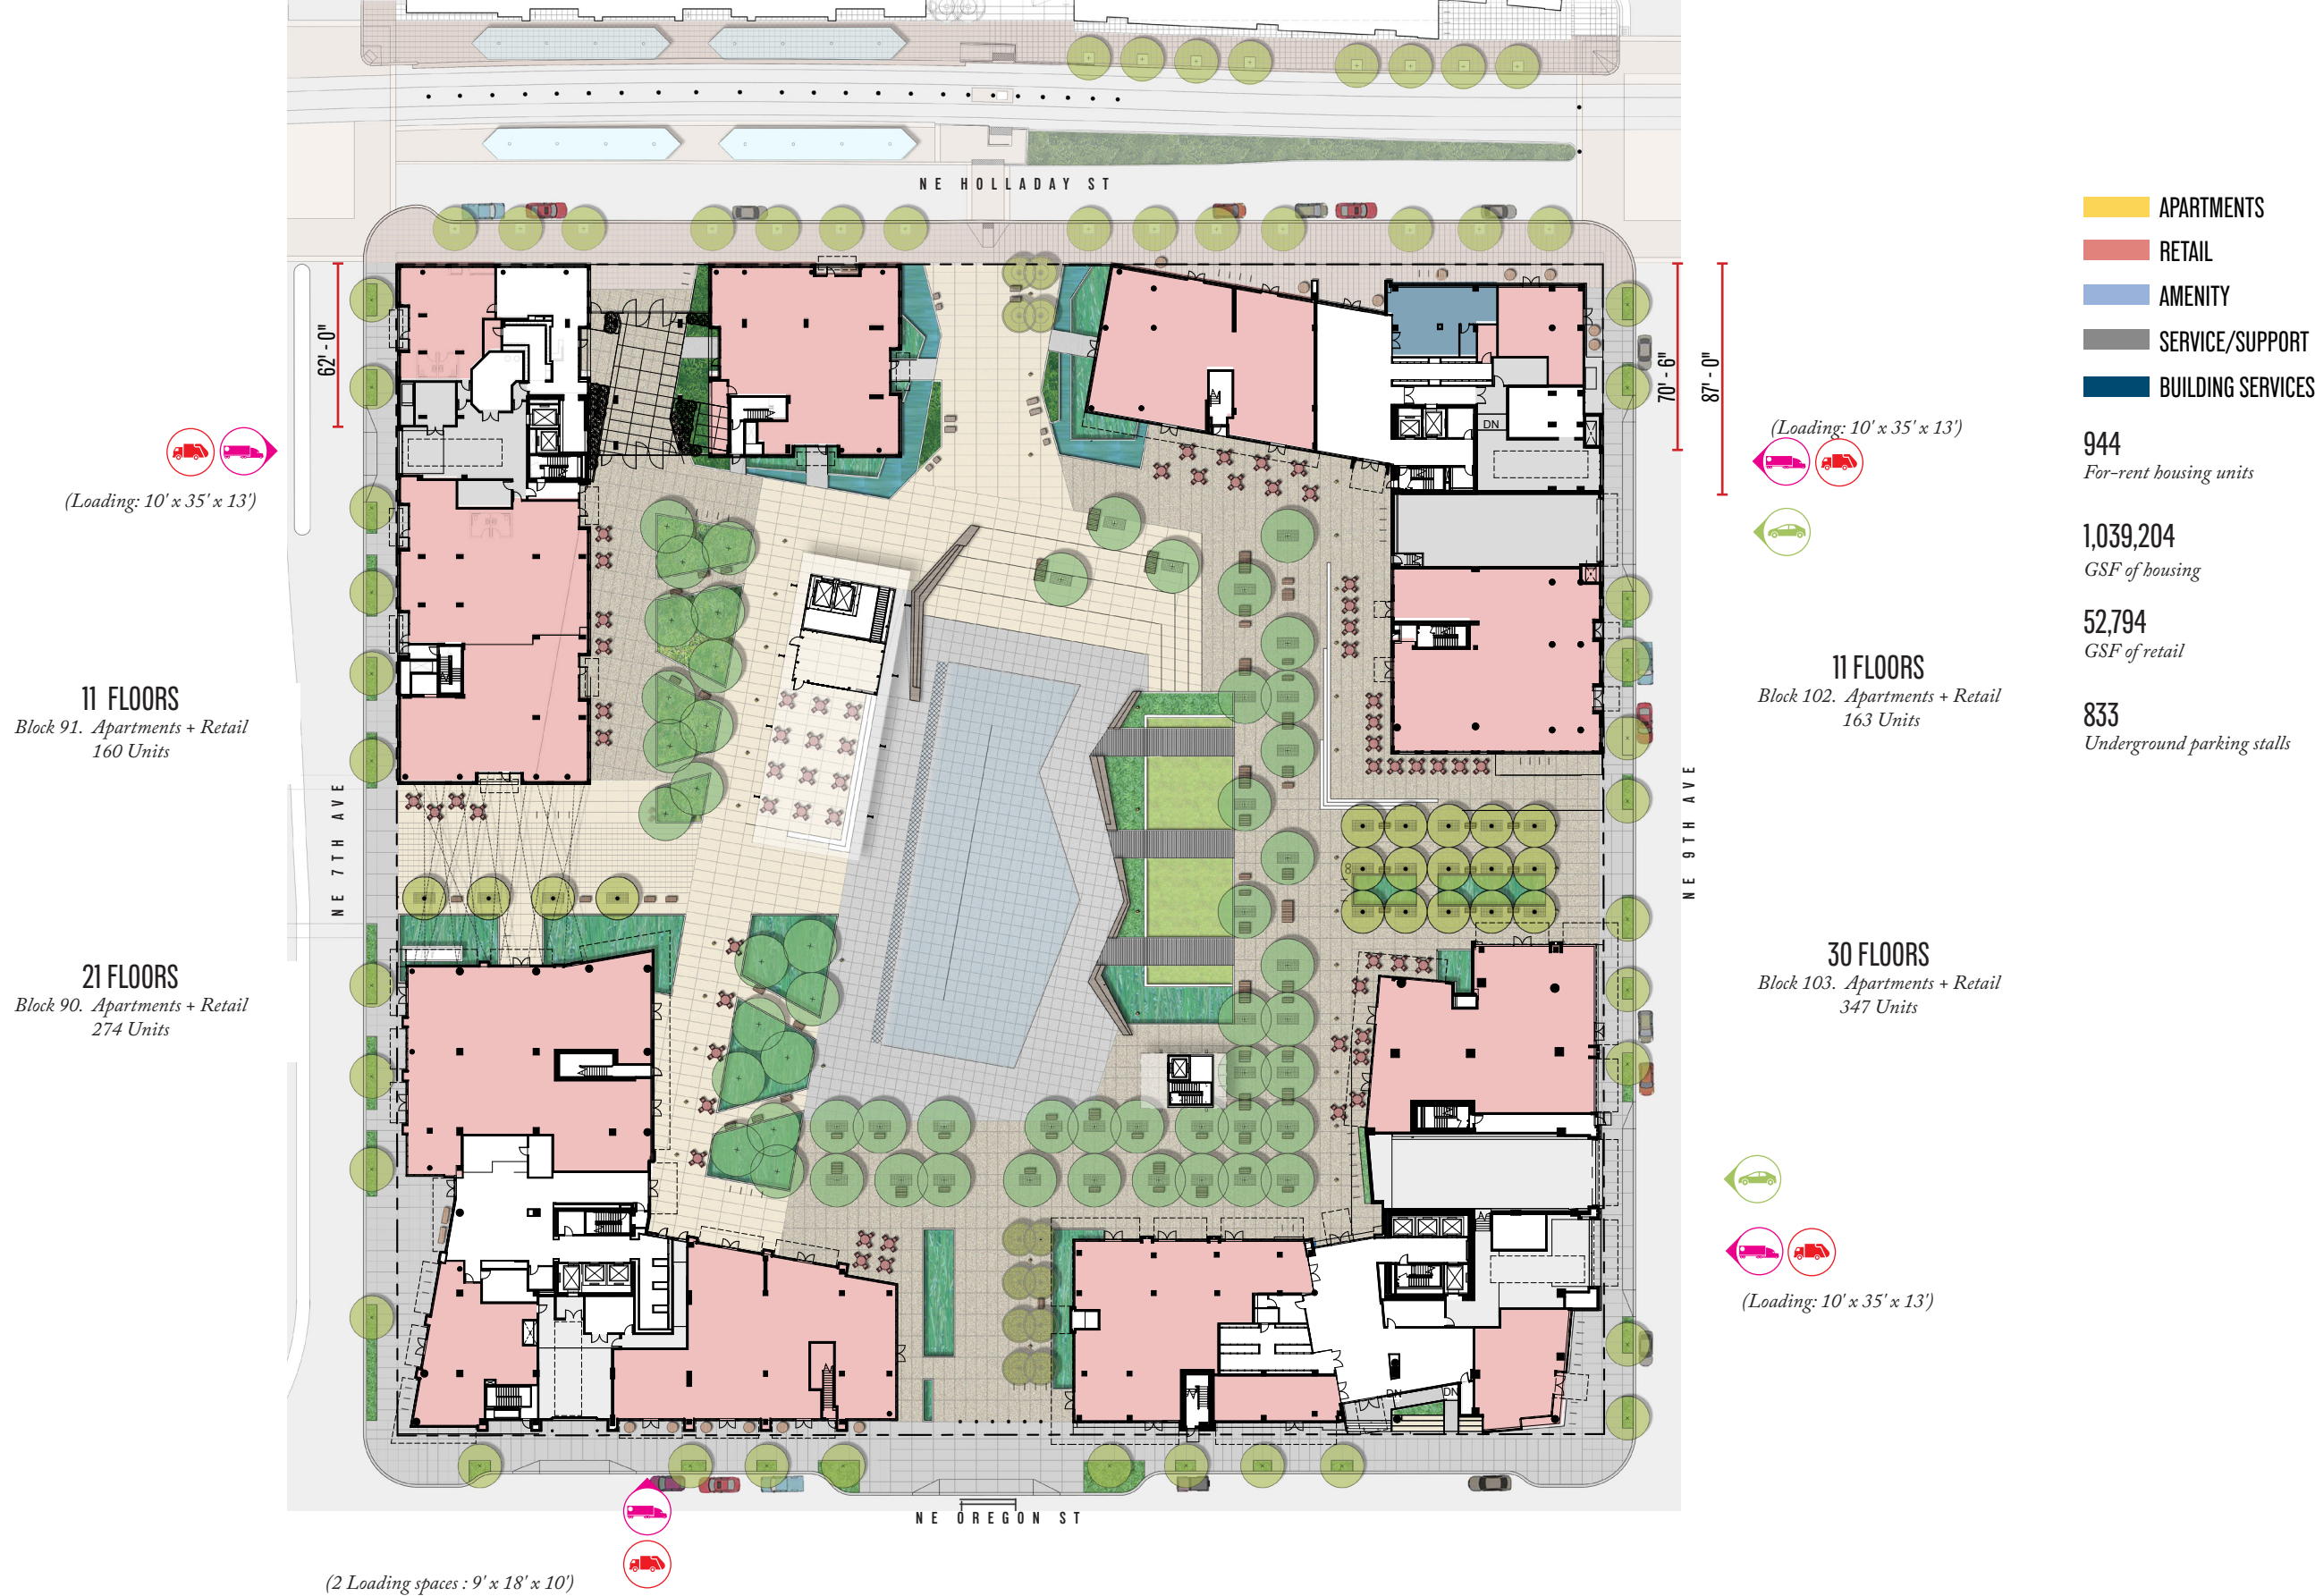 NE HOLLADAY ST
62' - 0"
(Loading: 10' x 35' x 13')
11 FLOORS
Block 91. Apartments + Retail
160 Units
NE 7TH AVE
21 FLOORS
Block 90. Apartments + Retail
274 Units
70' - 6"
87' - 0"
(Loading: 10' x 35' x 13')
DN
11 FLOORS
Block 102. Apartments + Retail
163 Units
NE 9TH AVE
30 FLOORS
Block 103. Apartments + Retail
347 Units
(Loading: 10' x 35' x 13')
DN
DN
NE OREGON ST
(2 Loading spaces : 9' x 18' x 10')
APARTMENTS
RETAIL
AMENITY
SERVICE/SUPPORT
BUILDING SERVICES
944
For-rent housing units
1,039,204
GSF of housing
52,794
GSF of retail
833
Underground parking stalls